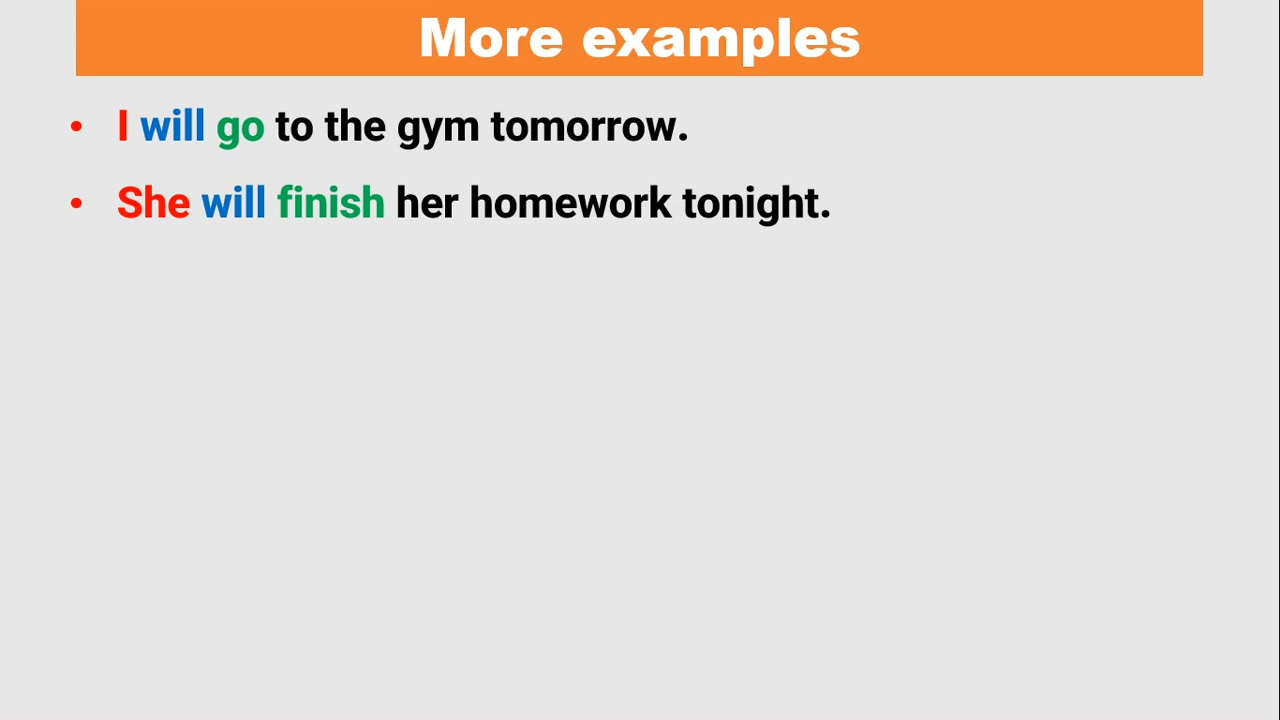 More examples
• I will go to the gym tomorrow.
• She will finish her homework tonight.